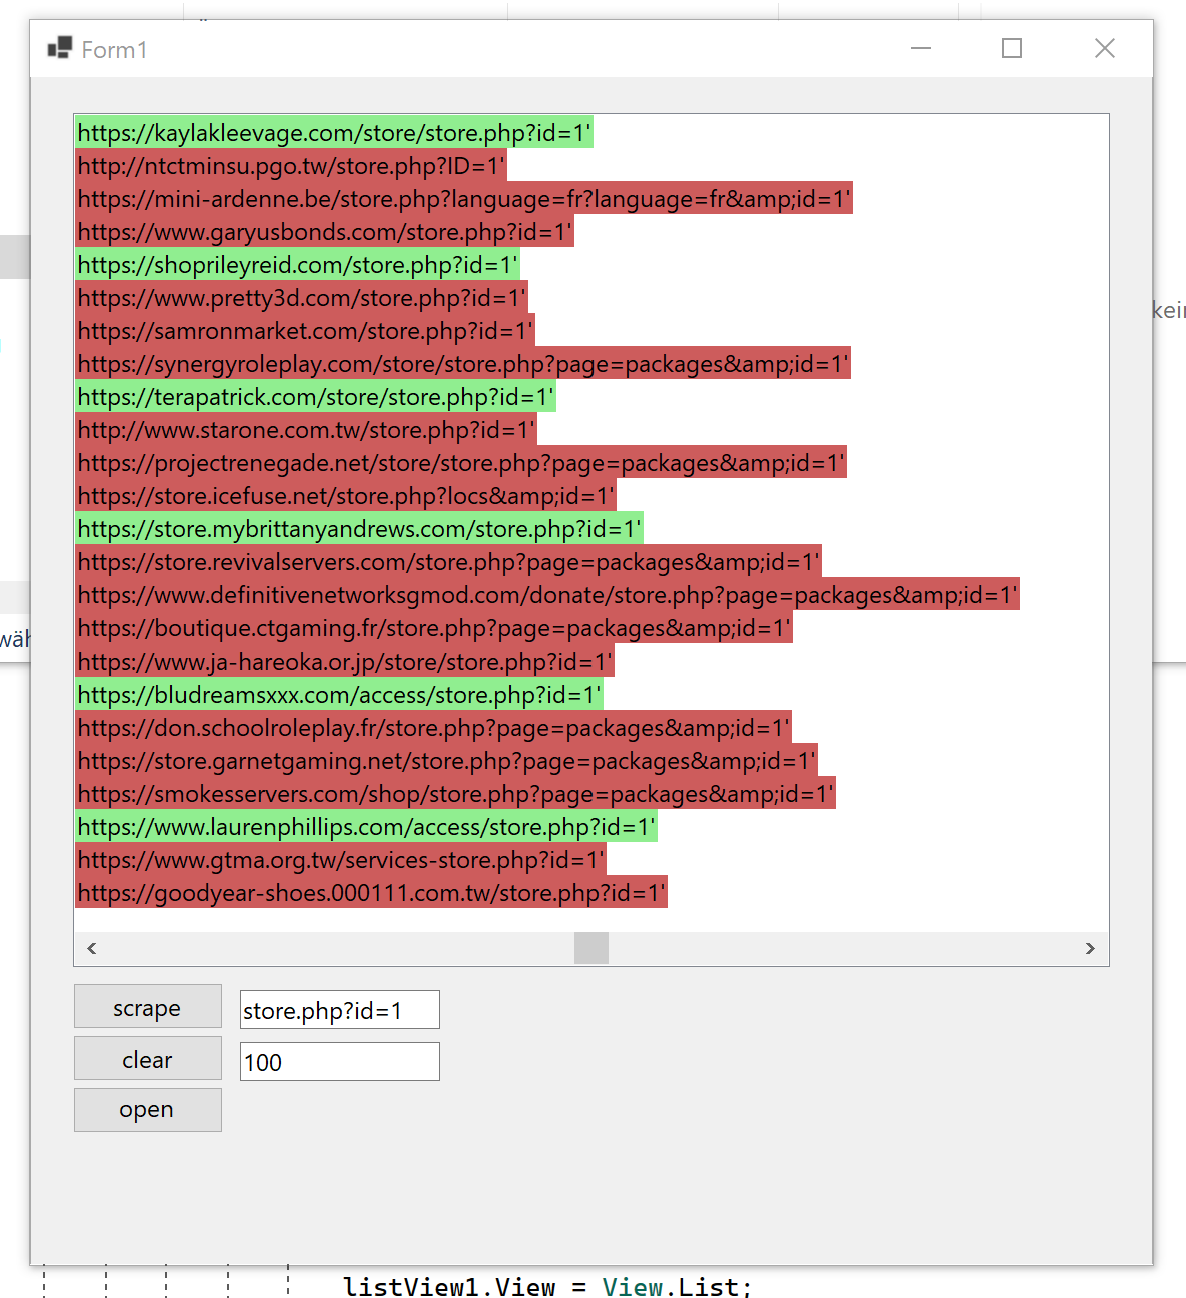 Form1
https://kaylakleevage.com/store/store.php?id=1'
http://ntctminsu.pgo.tw/store.php?ID=1'
https://mini-ardenne.be/store.php?language=fr?language=fr&amp;id=1'
https://www.garyusbonds.com/store.php?id=1'
https://shoprileyreid.com/store.php?id=1'
https://www.pretty3d.com/store.php?id=1'
https://samronmarket.com/store.php?id=1'
https://synergyroleplay.com/store/store.php?page=packages&amp;id=1'
https://terapatrick.com/store/store.php?id=1'
http://www.starone.com.tw/store.php?id=1'
https://projectrenegade.net/store/store.php?page=packages&amp;id=1'
https://store.icefuse.net/store.php?locs&amp;id=1'
https://store.mybrittanyandrews.com/store.php?id=1'
https://store.revivalservers.com/store.php?page=packages&amp;id=1'
https://www.definitivenetworksgmod.com/donate/store.php?page=packages&amp;id=1'
https://boutique.ctgaming.fr/store.php?page=packages&amp;id=1'
https://www.ja-hareoka.or.jp/store/store.php?id=1'
https://bludreamsxxx.com/access/store.php?id=1'
https://don.schoolroleplay.fr/store.php?page=packages&amp;id=1'
https://store.garnetgaming.net/store.php?page=packages&amp;id=1'
https://smokesservers.com/shop/store.php?page=packages&amp;id=1'
https://www.laurenphillips.com/access/store.php?id=1'
https://www.gtma.org.tw/services-store.php?id=1'
https://goodyear-shoes.000111.com.tw/store.php?id=1'
scrape
store.php?id=1
clear
100
open
listView1.View = View.List;